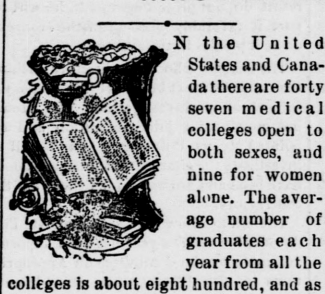 N the United
States and Cana-
da there are forty
seven medical
colleges open to
both sexes, and
nine for women
alone. The aver-
age number of
graduates each
year from all the
colleges is about eight hundred, and as